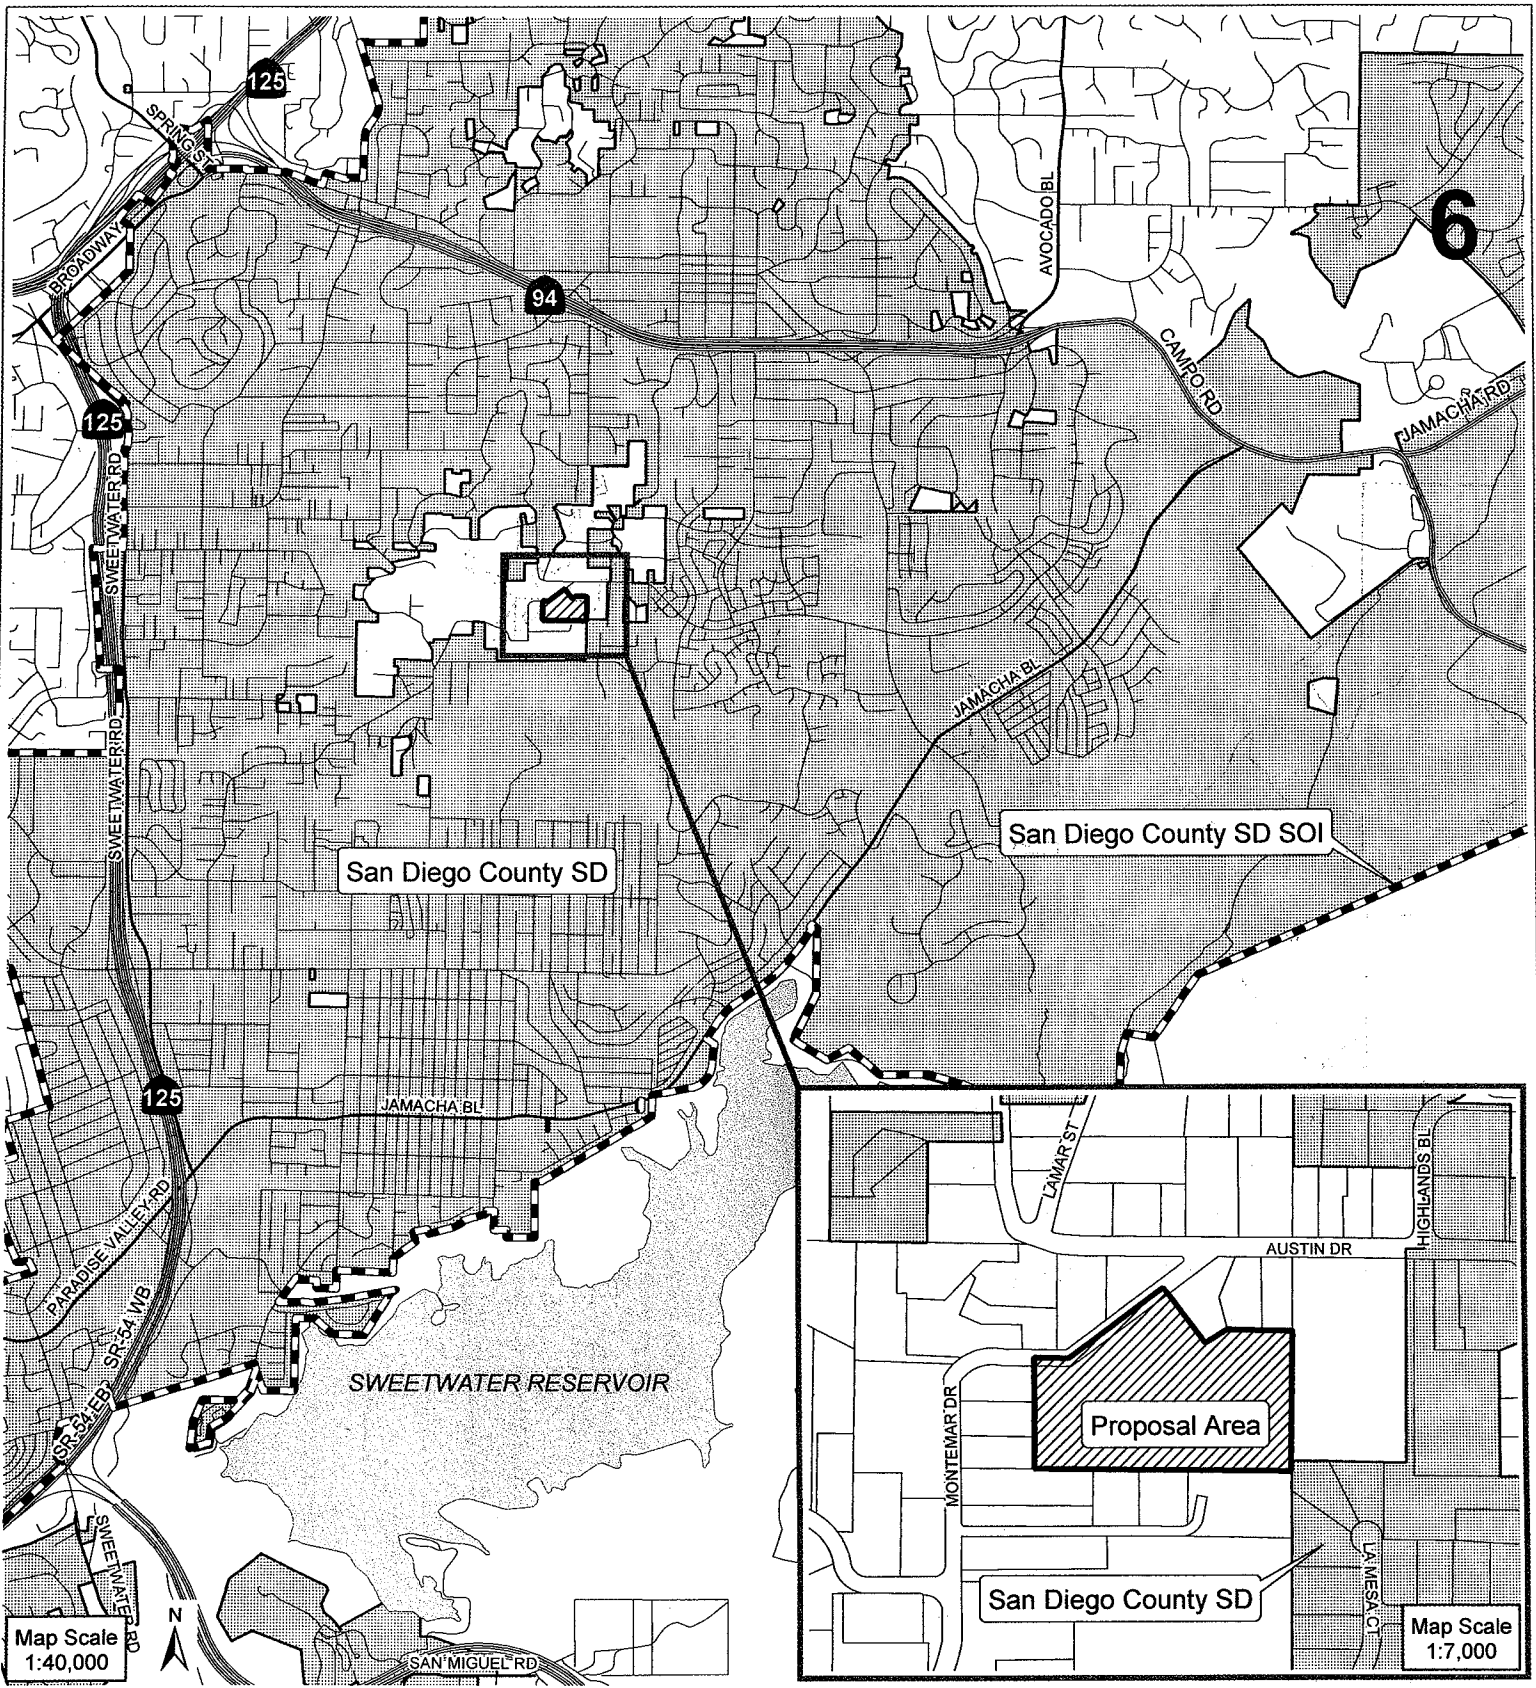 125
SPRING ST
BROADWAY
94
AVOCADO BL
6
CAMPO RD
JAMACHA RD
125
SWEETWATER RD
JAMACHA BL
SWEETWATER RD
San Diego County SD SOI
San Diego County SD
125
JAMACHA BL
PARADISE VALLEY RD
SR-54 WB
SR-54 EB
SWEETWATER RESERVOIR
SWEETWATER RD
N
Map Scale
1:40,000
SAN MIGUEL RD
LAMAR ST
HIGHLANDS BL
AUSTIN DR
MONTEMAR DR
Proposal Area
San Diego County SD
LA MESA CT
Map Scale
1:7,000